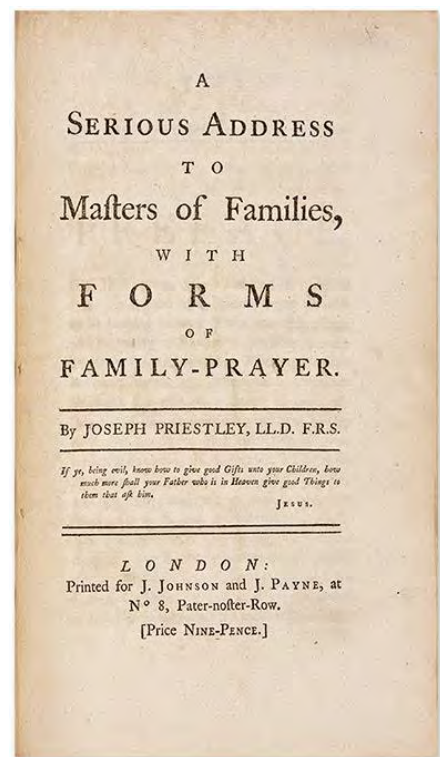 A
SERIOUS ADDRESS
TO
Maſters of Families,
WITH
FORMS
OF
FAMILY-PRAYER.
By JOSEPH PRIESTLEY, LL.D. F.R.S.
If ye, being evil, know how to give good Gifts unto your Children, how
much more ſhall your Father who is in Heaven give good Things to
them that aſk him.
JESUS.
LONDON:
Printed for J. JOHNSON and J. PAYNE, at
Nº 8, Pater-noſter-Row.
[Price NINE-PENCE.]